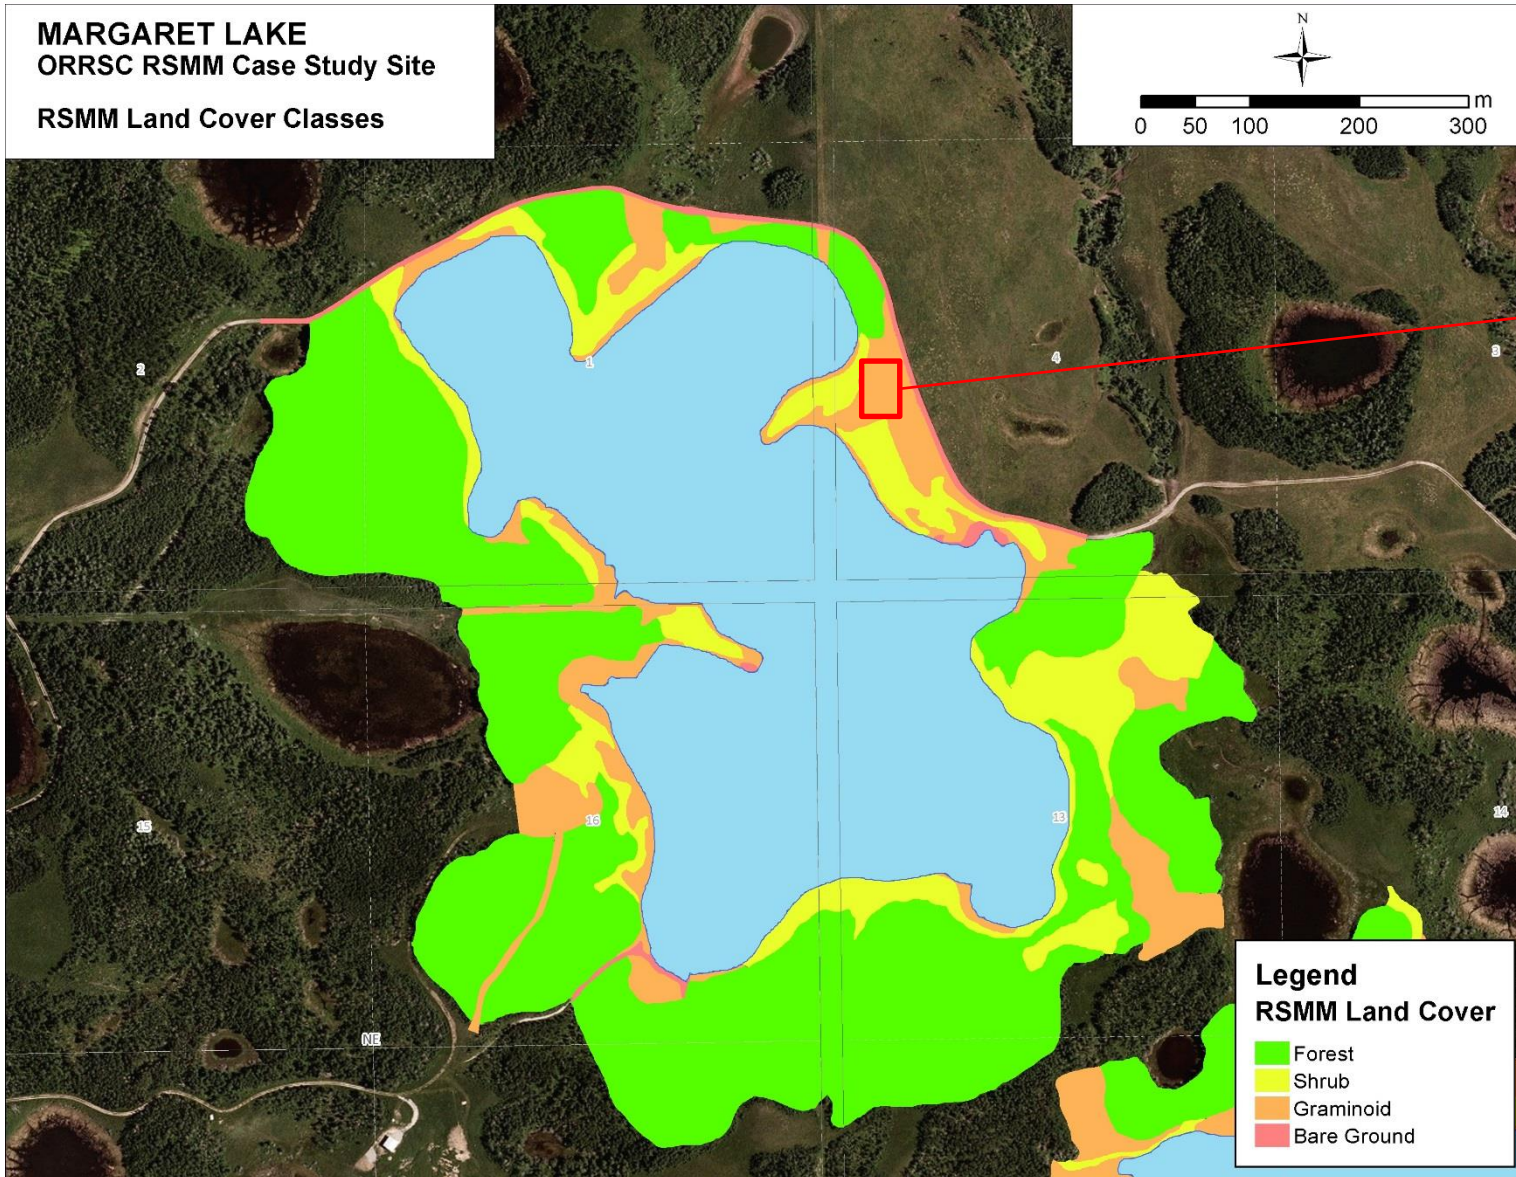 MARGARET LAKE
ORRSC RSMM Case Study Site
RSMM Land Cover Classes
N
m
0 50 100 200 300
2
1
4
3
15
16
13
14
NE
Legend
RSMM Land Cover
Forest
Shrub
Graminoid
Bare Ground